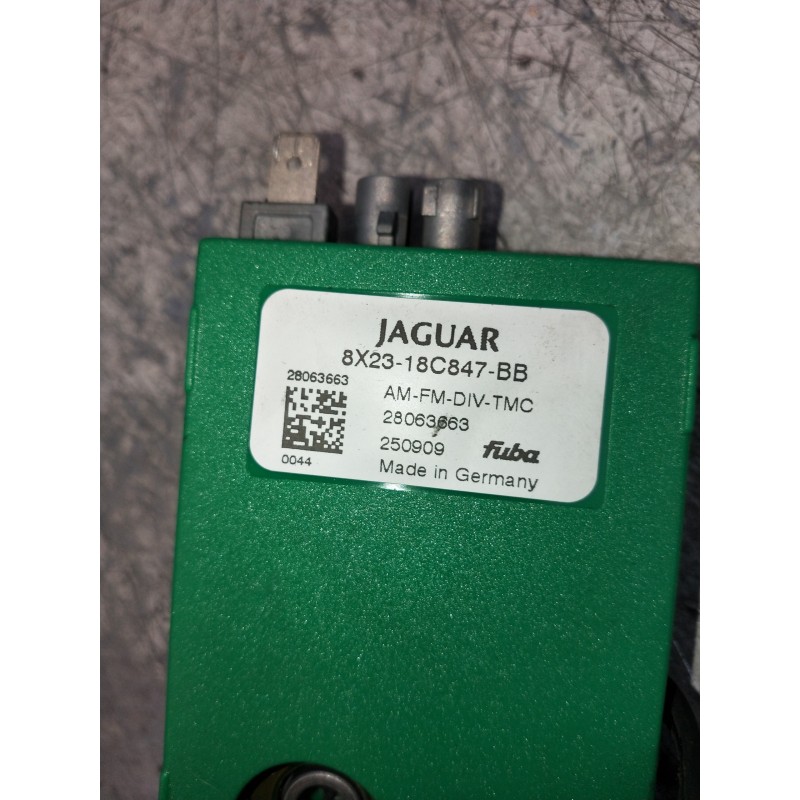 JAGUAR
8X23-18C847-BB
28063663
AM-FM-DIV-TMC
28063663
250909 fuba
0044
Made in Germany